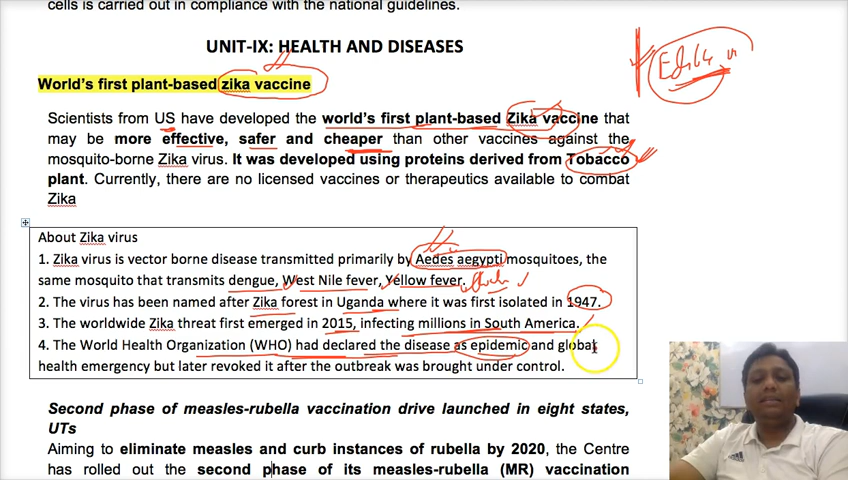 cells is carried out in compliance with the national guidelines.
UNIT-IX: HEALTH AND DISEASES
World's first plant-based zika vaccine
Scientists from US have developed the world's first plant-based Zika vaccine that
may be more effective, safer and cheaper than other vaccines against the
mosquito-borne Zika virus. It was developed using proteins derived from Tobacco
plant. Currently, there are no licensed vaccines or therapeutics available to combat
Zika
About Zika virus
1. Zika virus is vector borne disease transmitted primarily by Aedes aegypti mosquitoes, the
same mosquito that transmits dengue, West Nile fever, Yellow fever.
2. The virus has been named after Zika forest in Uganda where it was first isolated in 1947.
3. The worldwide Zika threat first emerged in 2015, infecting millions in South America.
4. The World Health Organization (WHO) had declared the disease as epidemic and global
health emergency but later revoked it after the outbreak was brought under control.
Second phase of measles-rubella vaccination drive launched in eight states,
UTs
Aiming to eliminate measles and curb instances of rubella by 2020, the Centre
has rolled out the second phase of its measles-rubella (MR) vaccination